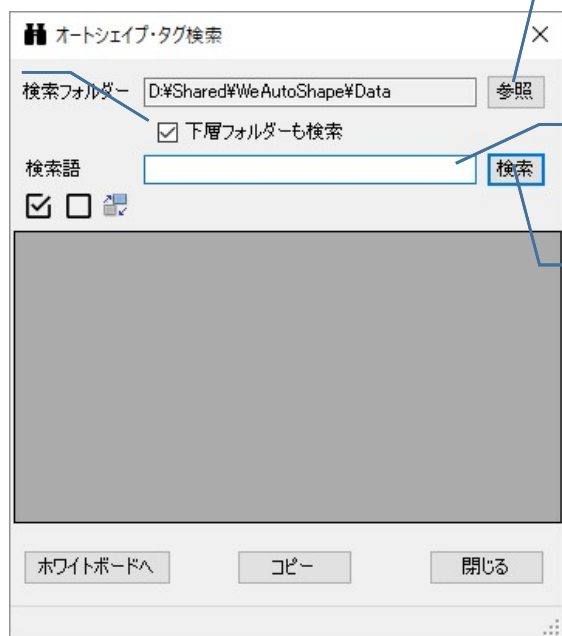 オートシェイプ・タグ検索
検索フォルダー D:¥Shared¥WeAutoShape¥Data 参照
下層フォルダーも検索
検索語 検索
ホワイトボードへ コピー 閉じる